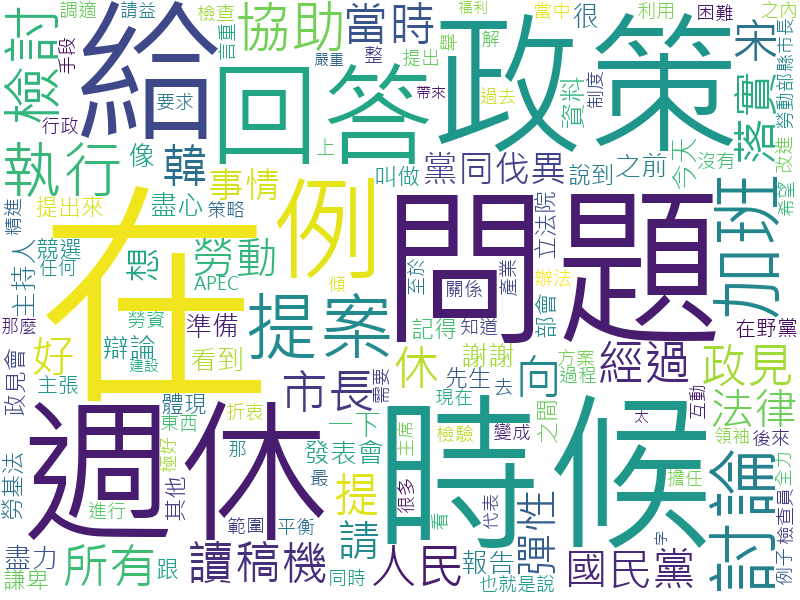 檢查
請益
調適
福利
當中
利用
困難
之內
檢討
給
言重
協助
當時
嚴重
舉
解
很
政策
宋
勞動部
縣市長
手段
要求
回答
整
提出
帶來
過去
資料
制度
落實
行政
上
執行
像
韓
黨同伐異
說到
之前
今天
沒有
改進
希望
事情
叫做
精進
提出來
盡心
策略
在
例
問題
立法院
加班
主持人
競選
任何
想
勞動
APEC
至於
關係
產業
辦法
部會
那麼
勞資
傾
提案
準備
記得
知道
在野黨
政見會
好
辯論
看到
謝謝
方案
過程
經過
政見
主張
建設
市長
休
先生
去
向
互動
法律
體現
折衷
需要
現在
週休
時候
東西
一下
主席
檢驗
變成
之間
太
領袖
後來
極好
那
發表會
勞基法
其他
提
最
很多
看
代表
彈性
討論
擔任
全力
進行
範圍
平衡
請
字
檢查員
例子
盡力
所有
跟
讀稿機
人民
報告
國民黨
謙卑
同時
也就是說